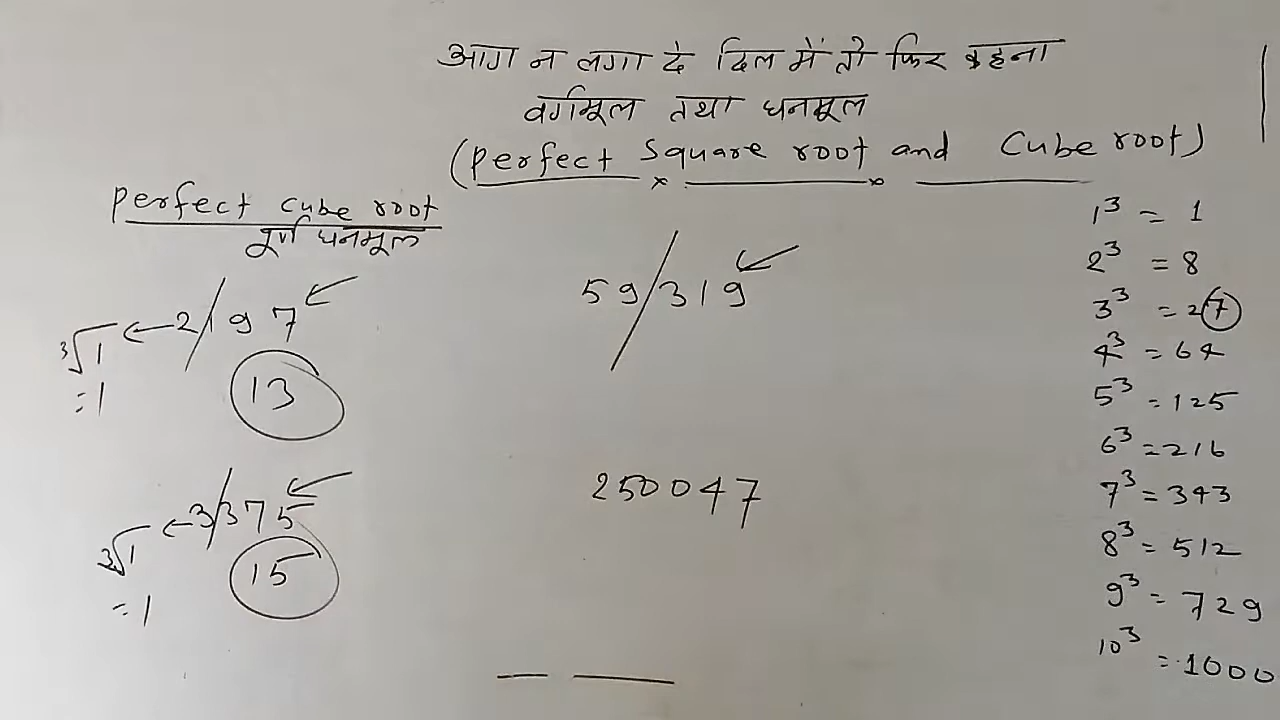 आग न लगा दे दिल में तो फिर कहना
वर्गमूल तथा घनमूल
(Perfect Square root and Cube root)
Perfect Cube root
पूर्ण घनमूल
2/197
3√1
=1
13
3/375
3√1
=1
15
59/319
250047
1³ = 1
2³ = 8
3³ = 27
4³ = 64
5³ = 125
6³ = 216
7³ = 343
8³ = 512
9³ = 729
10³ = 1000